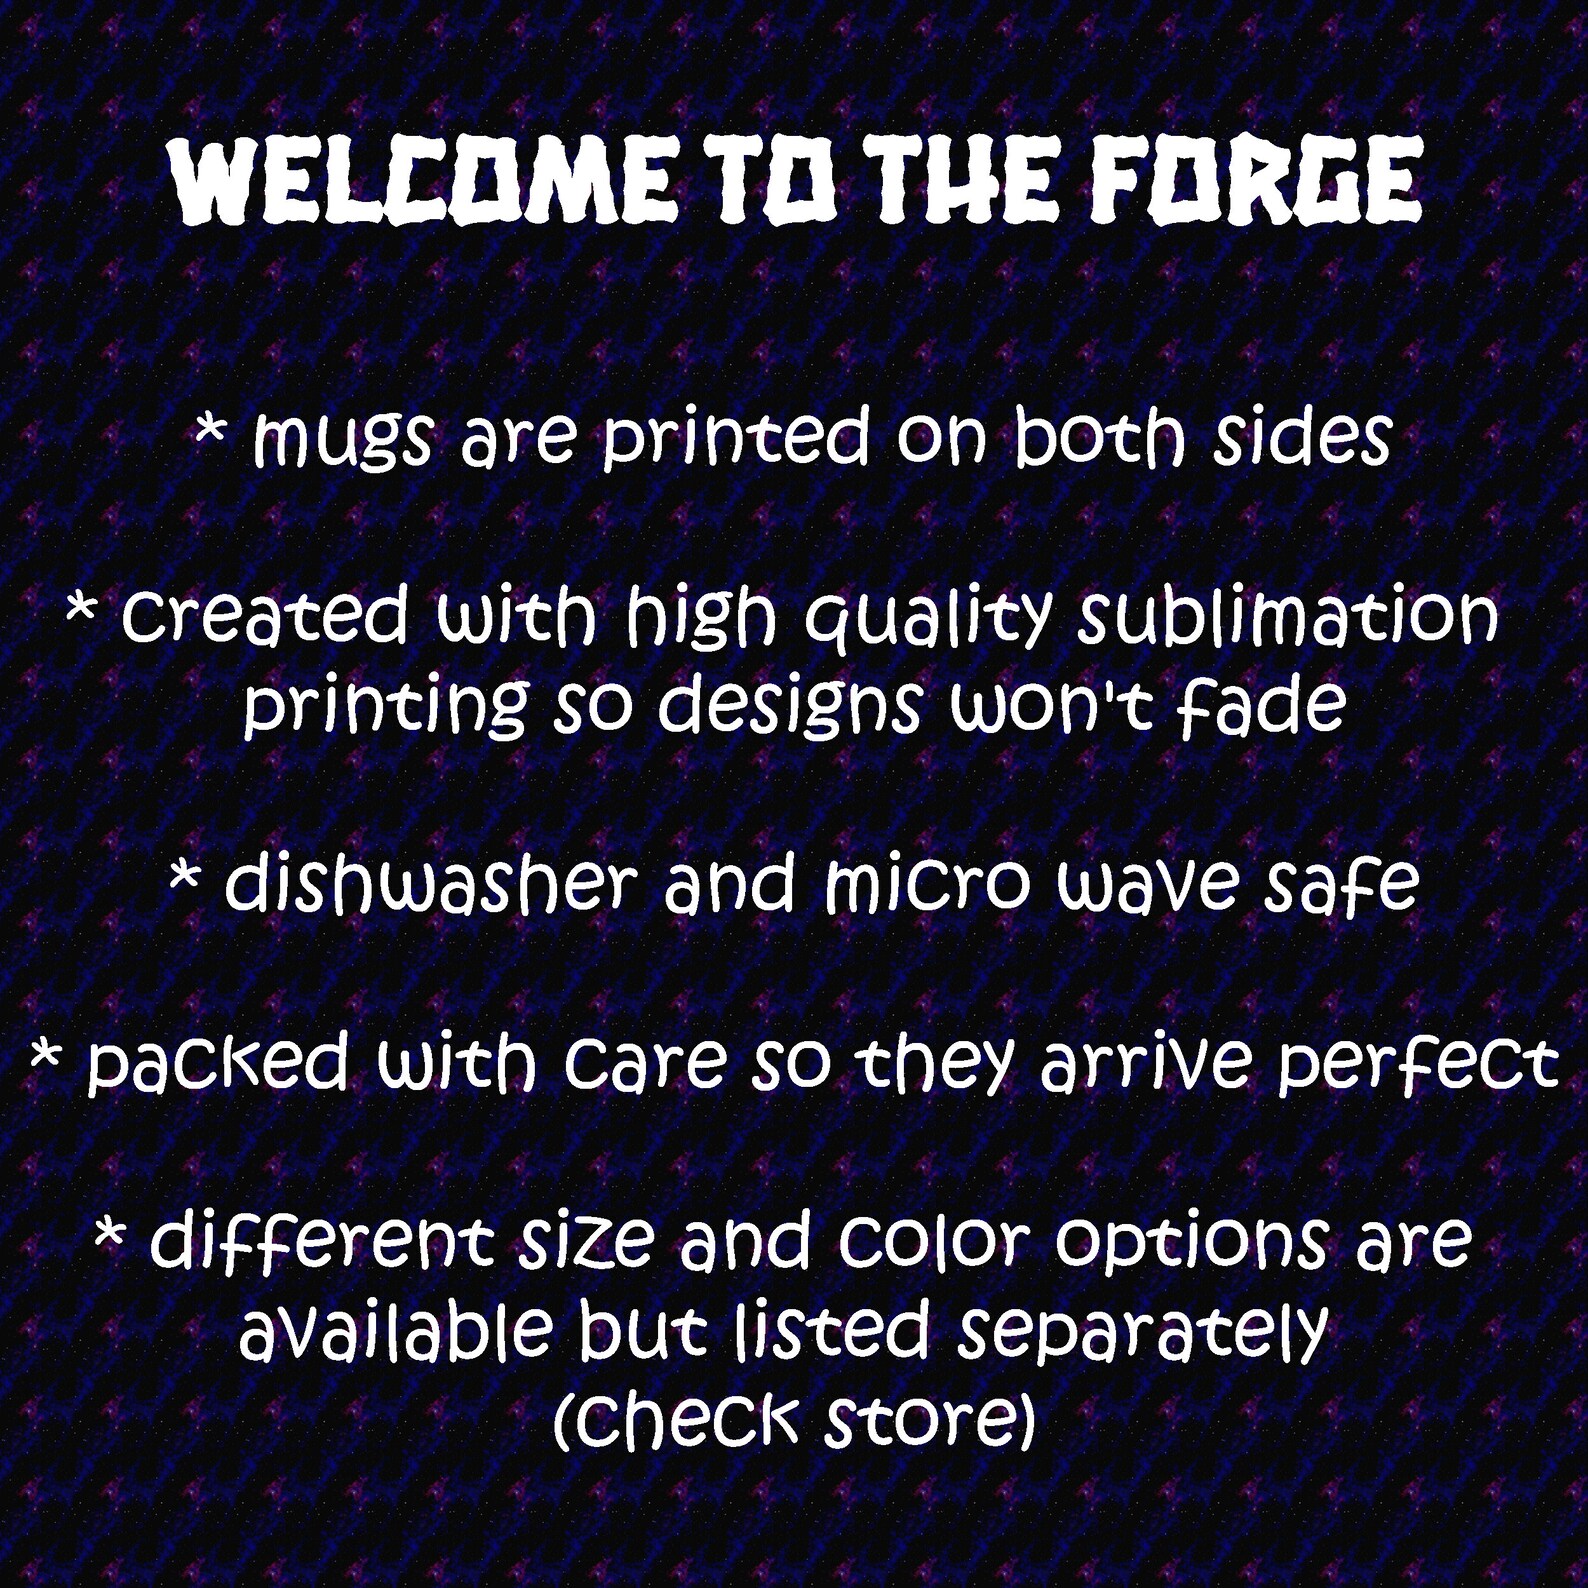 WELCOME TO THE FORGE
* mugs are printed on both sides
* created with high quality sublimation
printing so designs won't fade
* dishwasher and micro wave safe
* packed with care so they arrive perfect
* different size and color options are
available but listed separately
(check store)